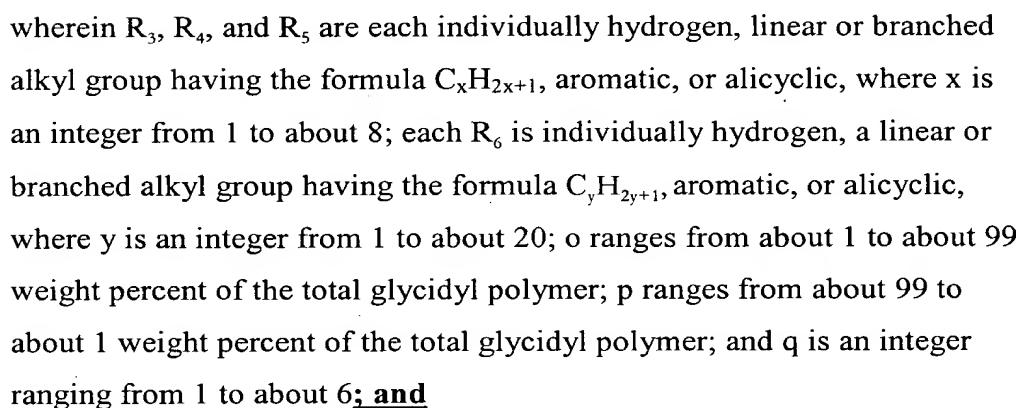 wherein R₃, R₄, and R₅ are each individually hydrogen, linear or branched
alkyl group having the formula CₓH₂ₓ₊₁, aromatic, or alicyclic, where x is
an integer from 1 to about 8; each R₆ is individually hydrogen, a linear or
branched alkyl group having the formula CyH2y+1, aromatic, or alicyclic,
where y is an integer from 1 to about 20; o ranges from about 1 to about 99
weight percent of the total glycidyl polymer; p ranges from about 99 to
about 1 weight percent of the total glycidyl polymer; and q is an integer
ranging from 1 to about 6; and